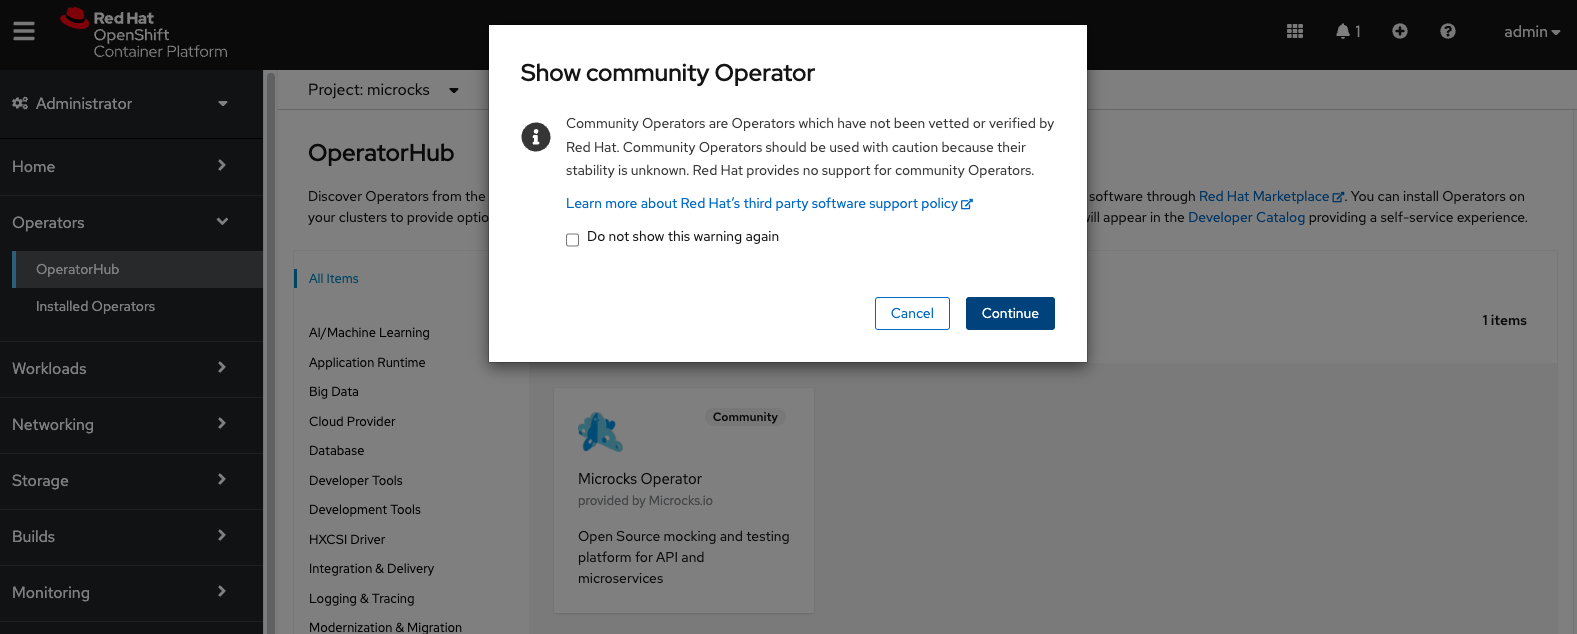 Red Hat
OpenShift
Container Platform
1
admin
Administrator
Home
Operators
OperatorHub
Installed Operators
Workloads
Networking
Storage
Builds
Monitoring
Project: microcks
OperatorHub
Discover Operators from the
software through Red Hat Marketplace. You can install Operators on
your clusters to provide optio
ill appear in the Developer Catalog providing a self-service experience.
All Items
AI/Machine Learning
Application Runtime
Big Data
Cloud Provider
Database
Developer Tools
Development Tools
HXCSI Driver
Integration & Delivery
Logging & Tracing
Modernization & Migration
1 items
Community
Microcks Operator
provided by Microcks.io
Open Source mocking and testing
platform for API and
microservices
Show community Operator
Community Operators are Operators which have not been vetted or verified by
Red Hat. Community Operators should be used with caution because their
stability is unknown. Red Hat provides no support for community Operators.
Learn more about Red Hat's third party software support policy
Do not show this warning again
Cancel
Continue